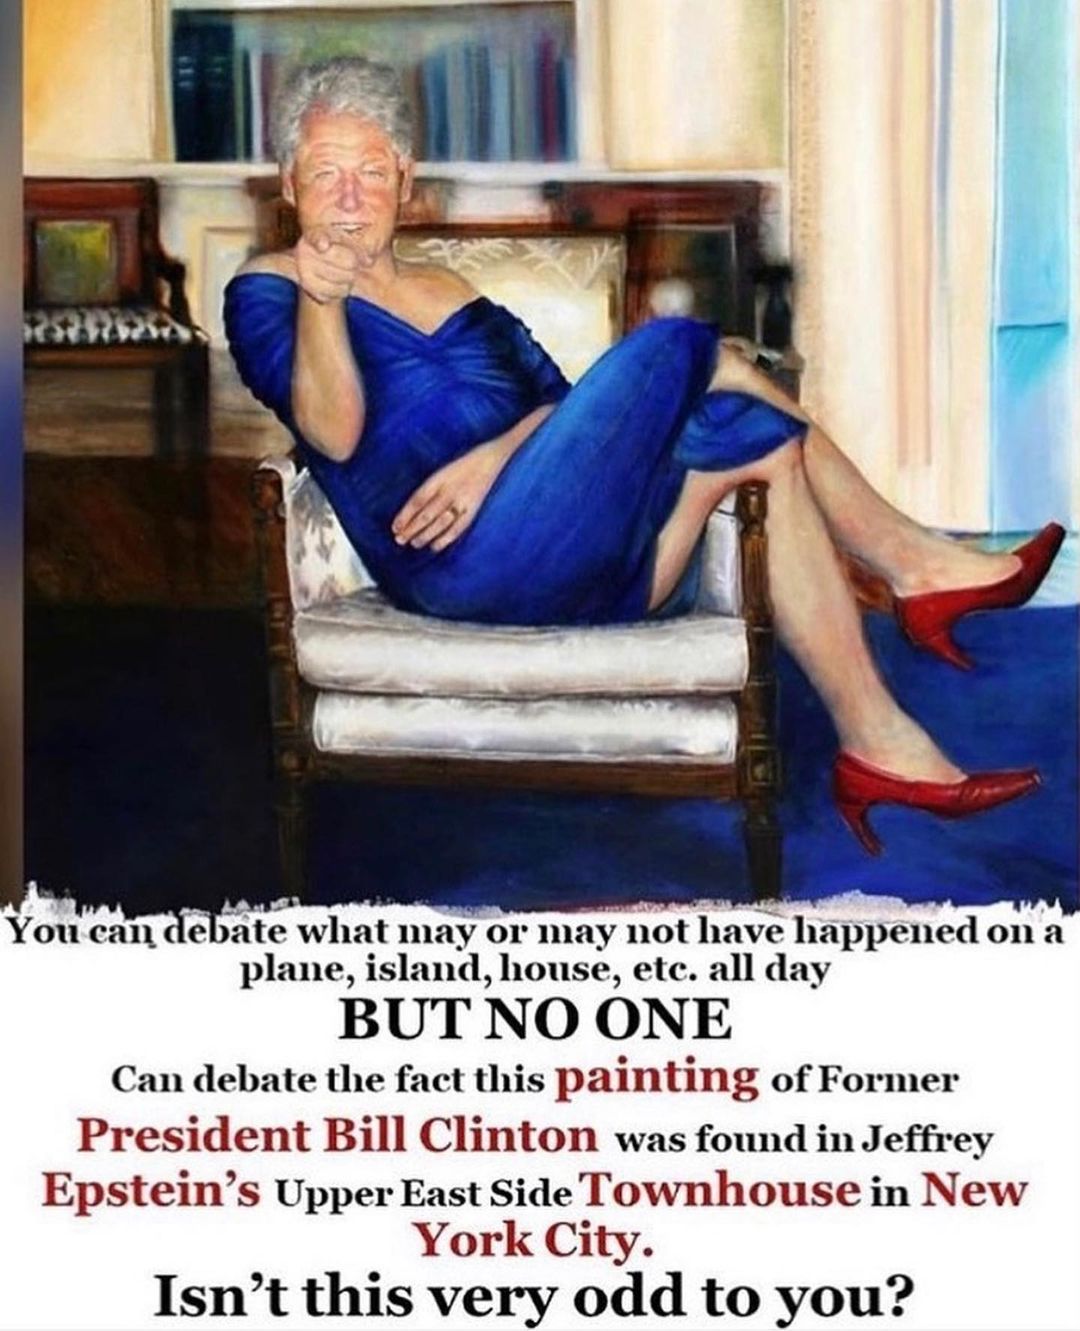 You can debate what may or may not have happened on a
plane, island, house, etc. all day
BUT NO ONE
Can debate the fact this painting of Former
President Bill Clinton was found in Jeffrey
Epstein's Upper East Side Townhouse in New
York City.
Isn't this very odd to you?